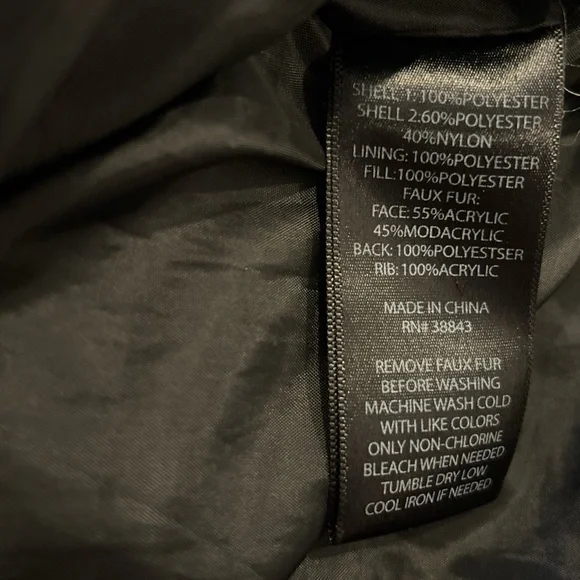 SHELL 1: 100%POLYESTER
SHELL 2:60%POLYESTER
40%NYLON
LINING: 100%POLYESTER
FILL:100%POLYESTER
FAUX FUR:
FACE: 55%ACRYLIC
45%MODACRYLIC
BACK: 100%POLYESTSER
RIB: 100%ACRYLIC
MADE IN CHINA
RN# 38843
REMOVE FAUX FUR
BEFORE WASHING
MACHINE WASH COLD
WITH LIKE COLORS
ONLY NON-CHLORINE
BLEACH WHEN NEEDED
TUMBLE DRY LOW
COOL IRON IF NEEDED